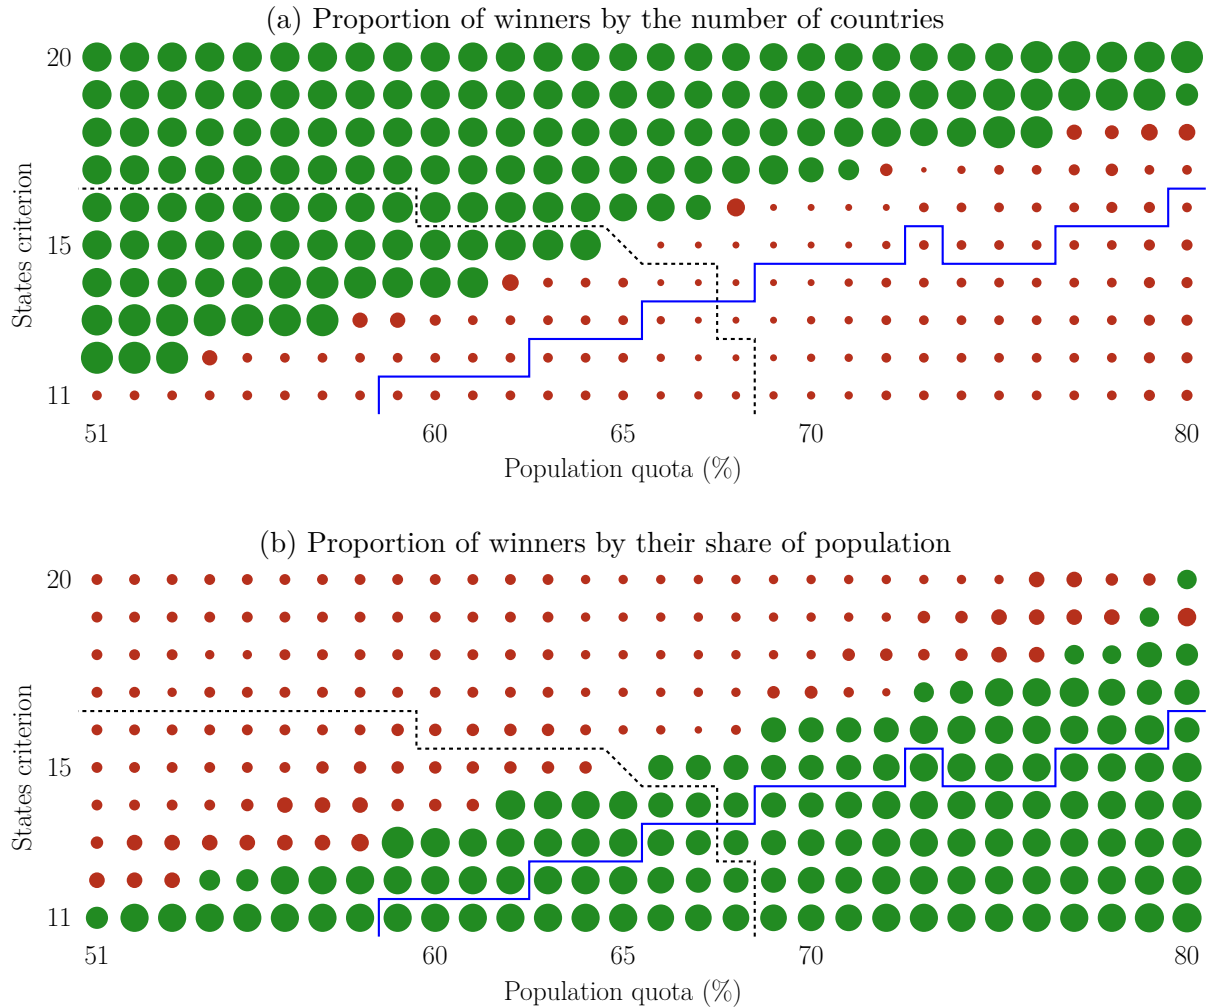 (a) Proportion of winners by the number of countries
20
15
11
States criterion
51 60 65 70 80
Population quota (%)
(b) Proportion of winners by their share of population
20
15
11
States criterion
51 60 65 70 80
Population quota (%)